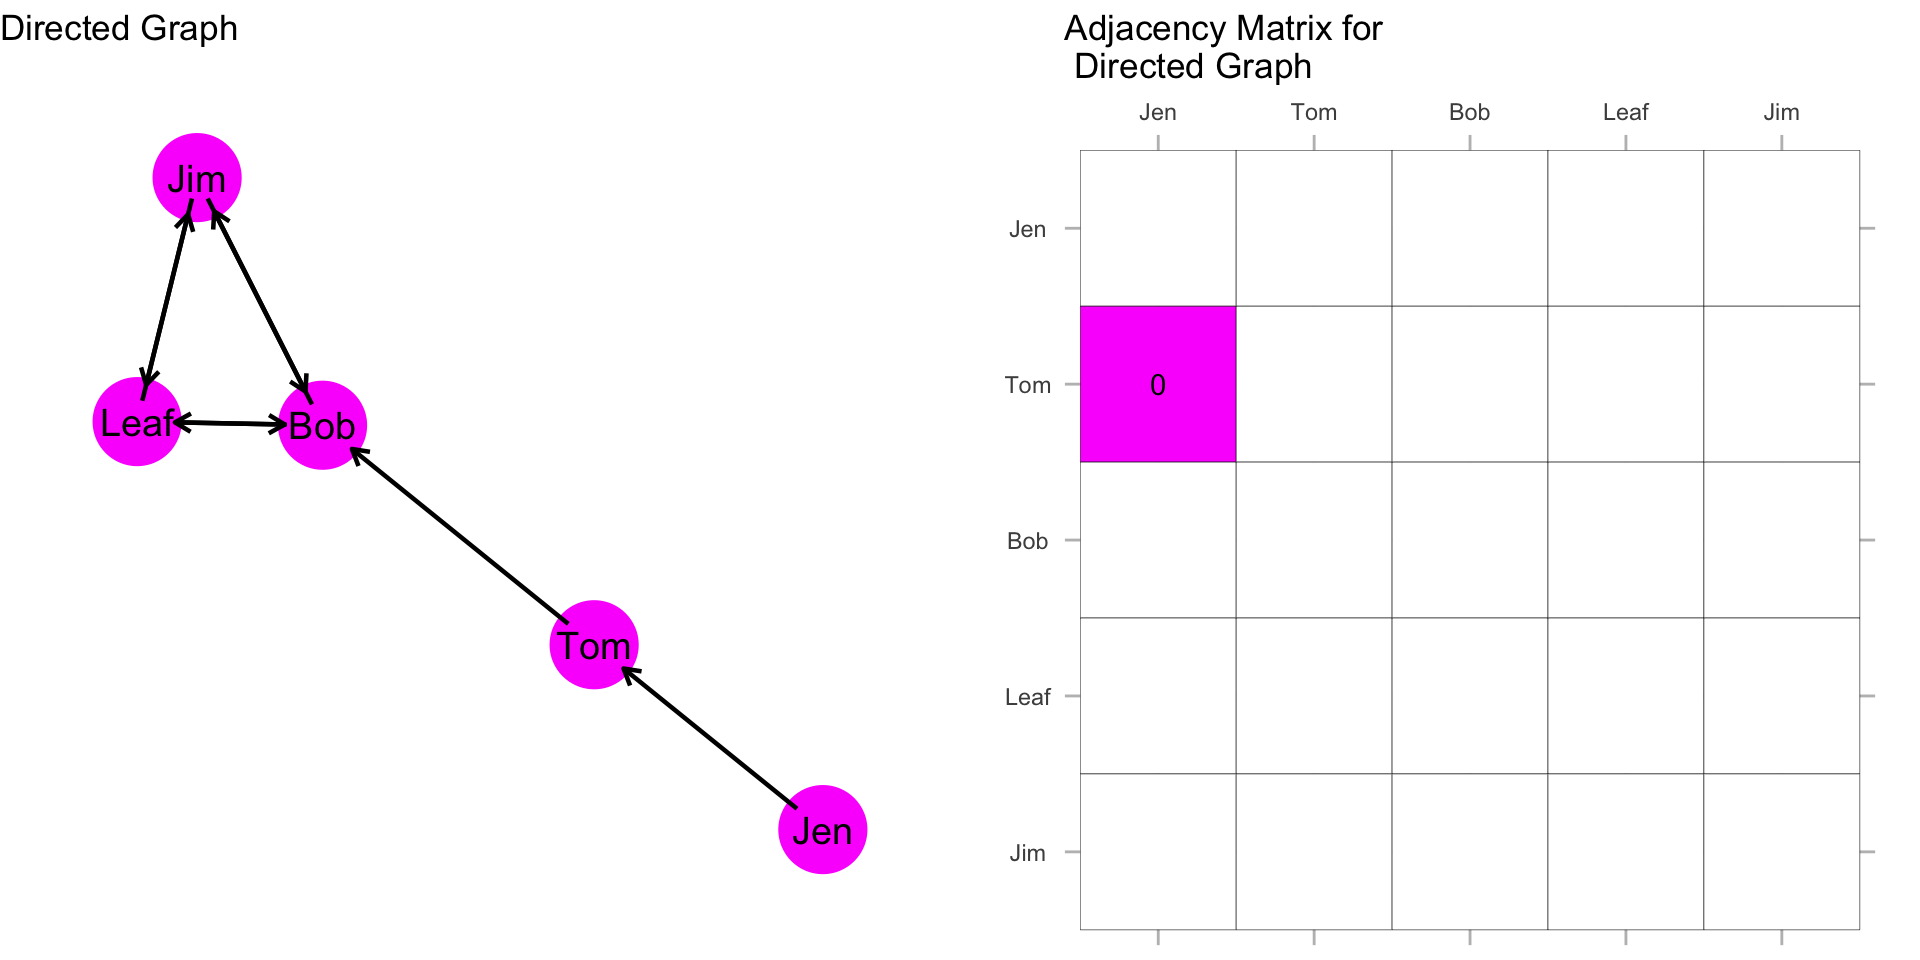 Directed Graph
Jim
Leaf
Bob
Tom
Jen
Adjacency Matrix for
Directed Graph
Jen Tom Bob Leaf Jim
Jen
Tom 0
Bob
Leaf
Jim